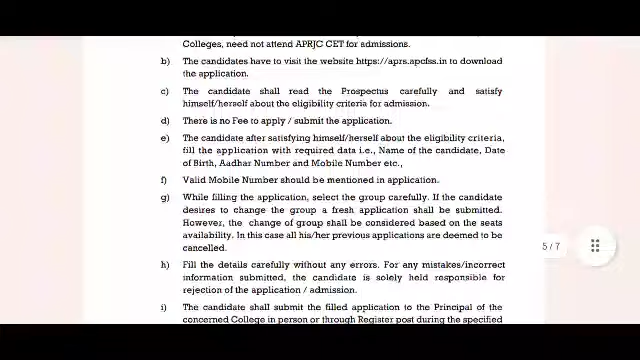 Colleges, need not attend APRJC CET for admissions.
b) The candidates have to visit the website https://aprs.apcfss.in to download
the application.
c) The candidate shall read the Prospectus carefully and satisfy
himself/herself about the eligibility criteria for admission.
d) There is no Fee to apply / submit the application.
e) The candidate after satisfying himself/herself about the eligibility criteria,
fill the application with required data i.e., Name of the candidate, Date
of Birth, Aadhar Number and Mobile Number etc.,
f) Valid Mobile Number should be mentioned in application.
g) While filling the application, select the group carefully. If the candidate
desires to change the group a fresh application shall be submitted.
However, the change of group shall be considered based on the seats
availability. In this case all his/her previous applications are deemed to be
cancelled.
h) Fill the details carefully without any errors. For any mistakes/incorrect
information submitted, the candidate is solely held responsible for
rejection of the application / admission.
i) The candidate shall submit the filled application to the Principal of the
concerned College in person or through Register post during the specified
5/7